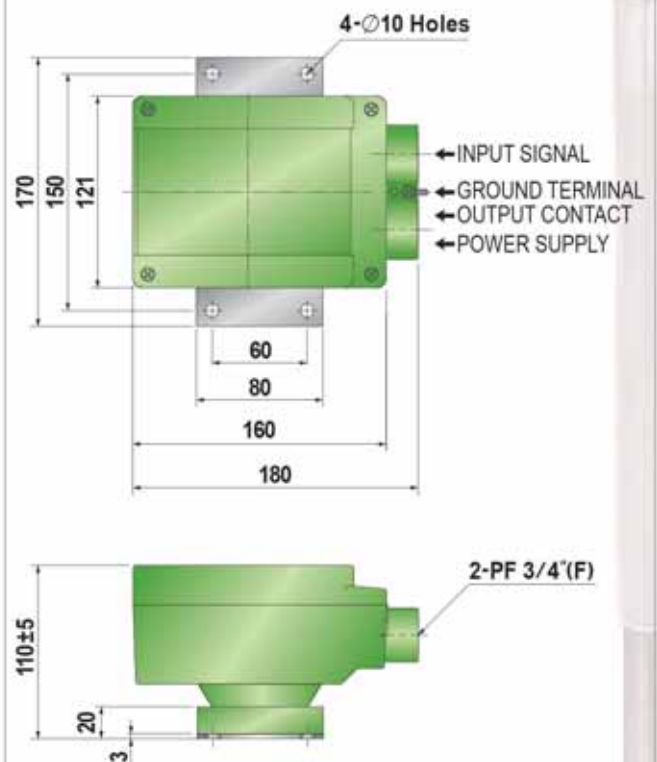 4-∅10 Holes
170
150
121
←INPUT SIGNAL
←GROUND TERMINAL
←OUTPUT CONTACT
←POWER SUPPLY
60
80
160
180
2-PF 3/4"(F)
110±5
20
3